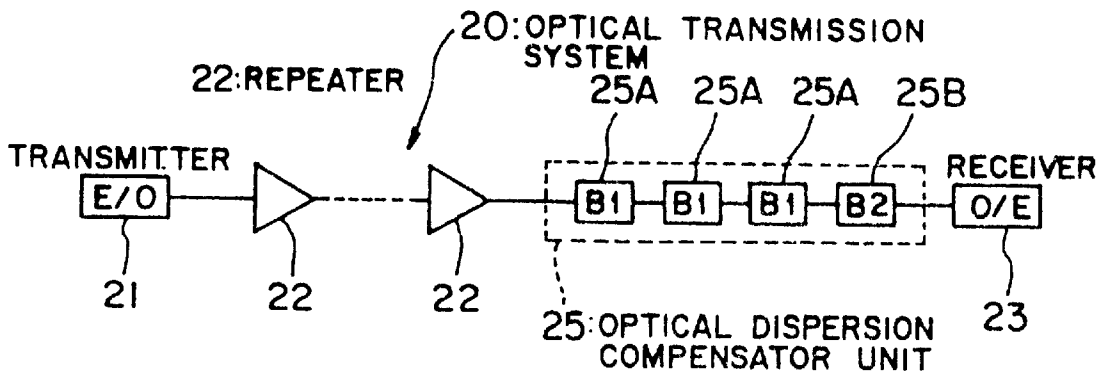 20:OPTICAL TRANSMISSION
SYSTEM
22:REPEATER
25A 25A 25A 25B
TRANSMITTER
RECEIVER
E/O
B1 B1 B1 B2
O/E
21
22
22
23
25:OPTICAL DISPERSION
COMPENSATOR UNIT